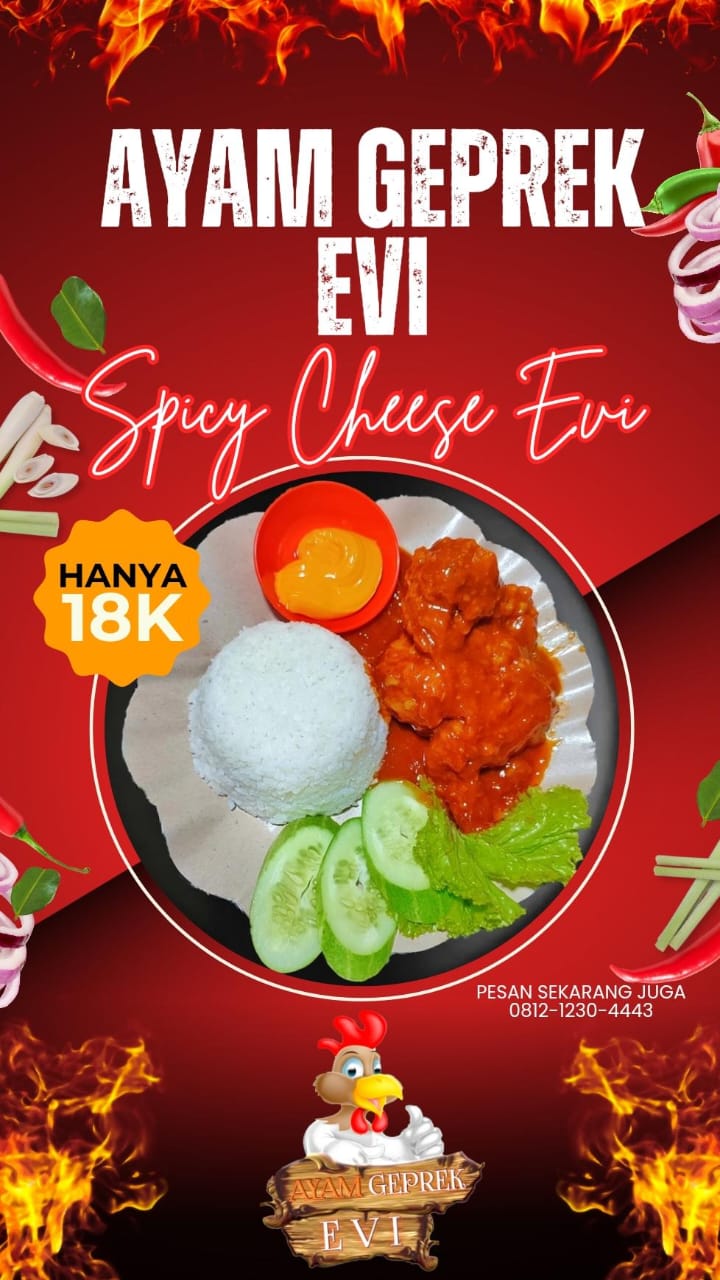 AYAM GEPREK
EVI
Spicy Cheese Evi
HANYA
18K
PESAN SEKARANG JUGA
0812-1230-4443
AYAM GEPREK
EVI